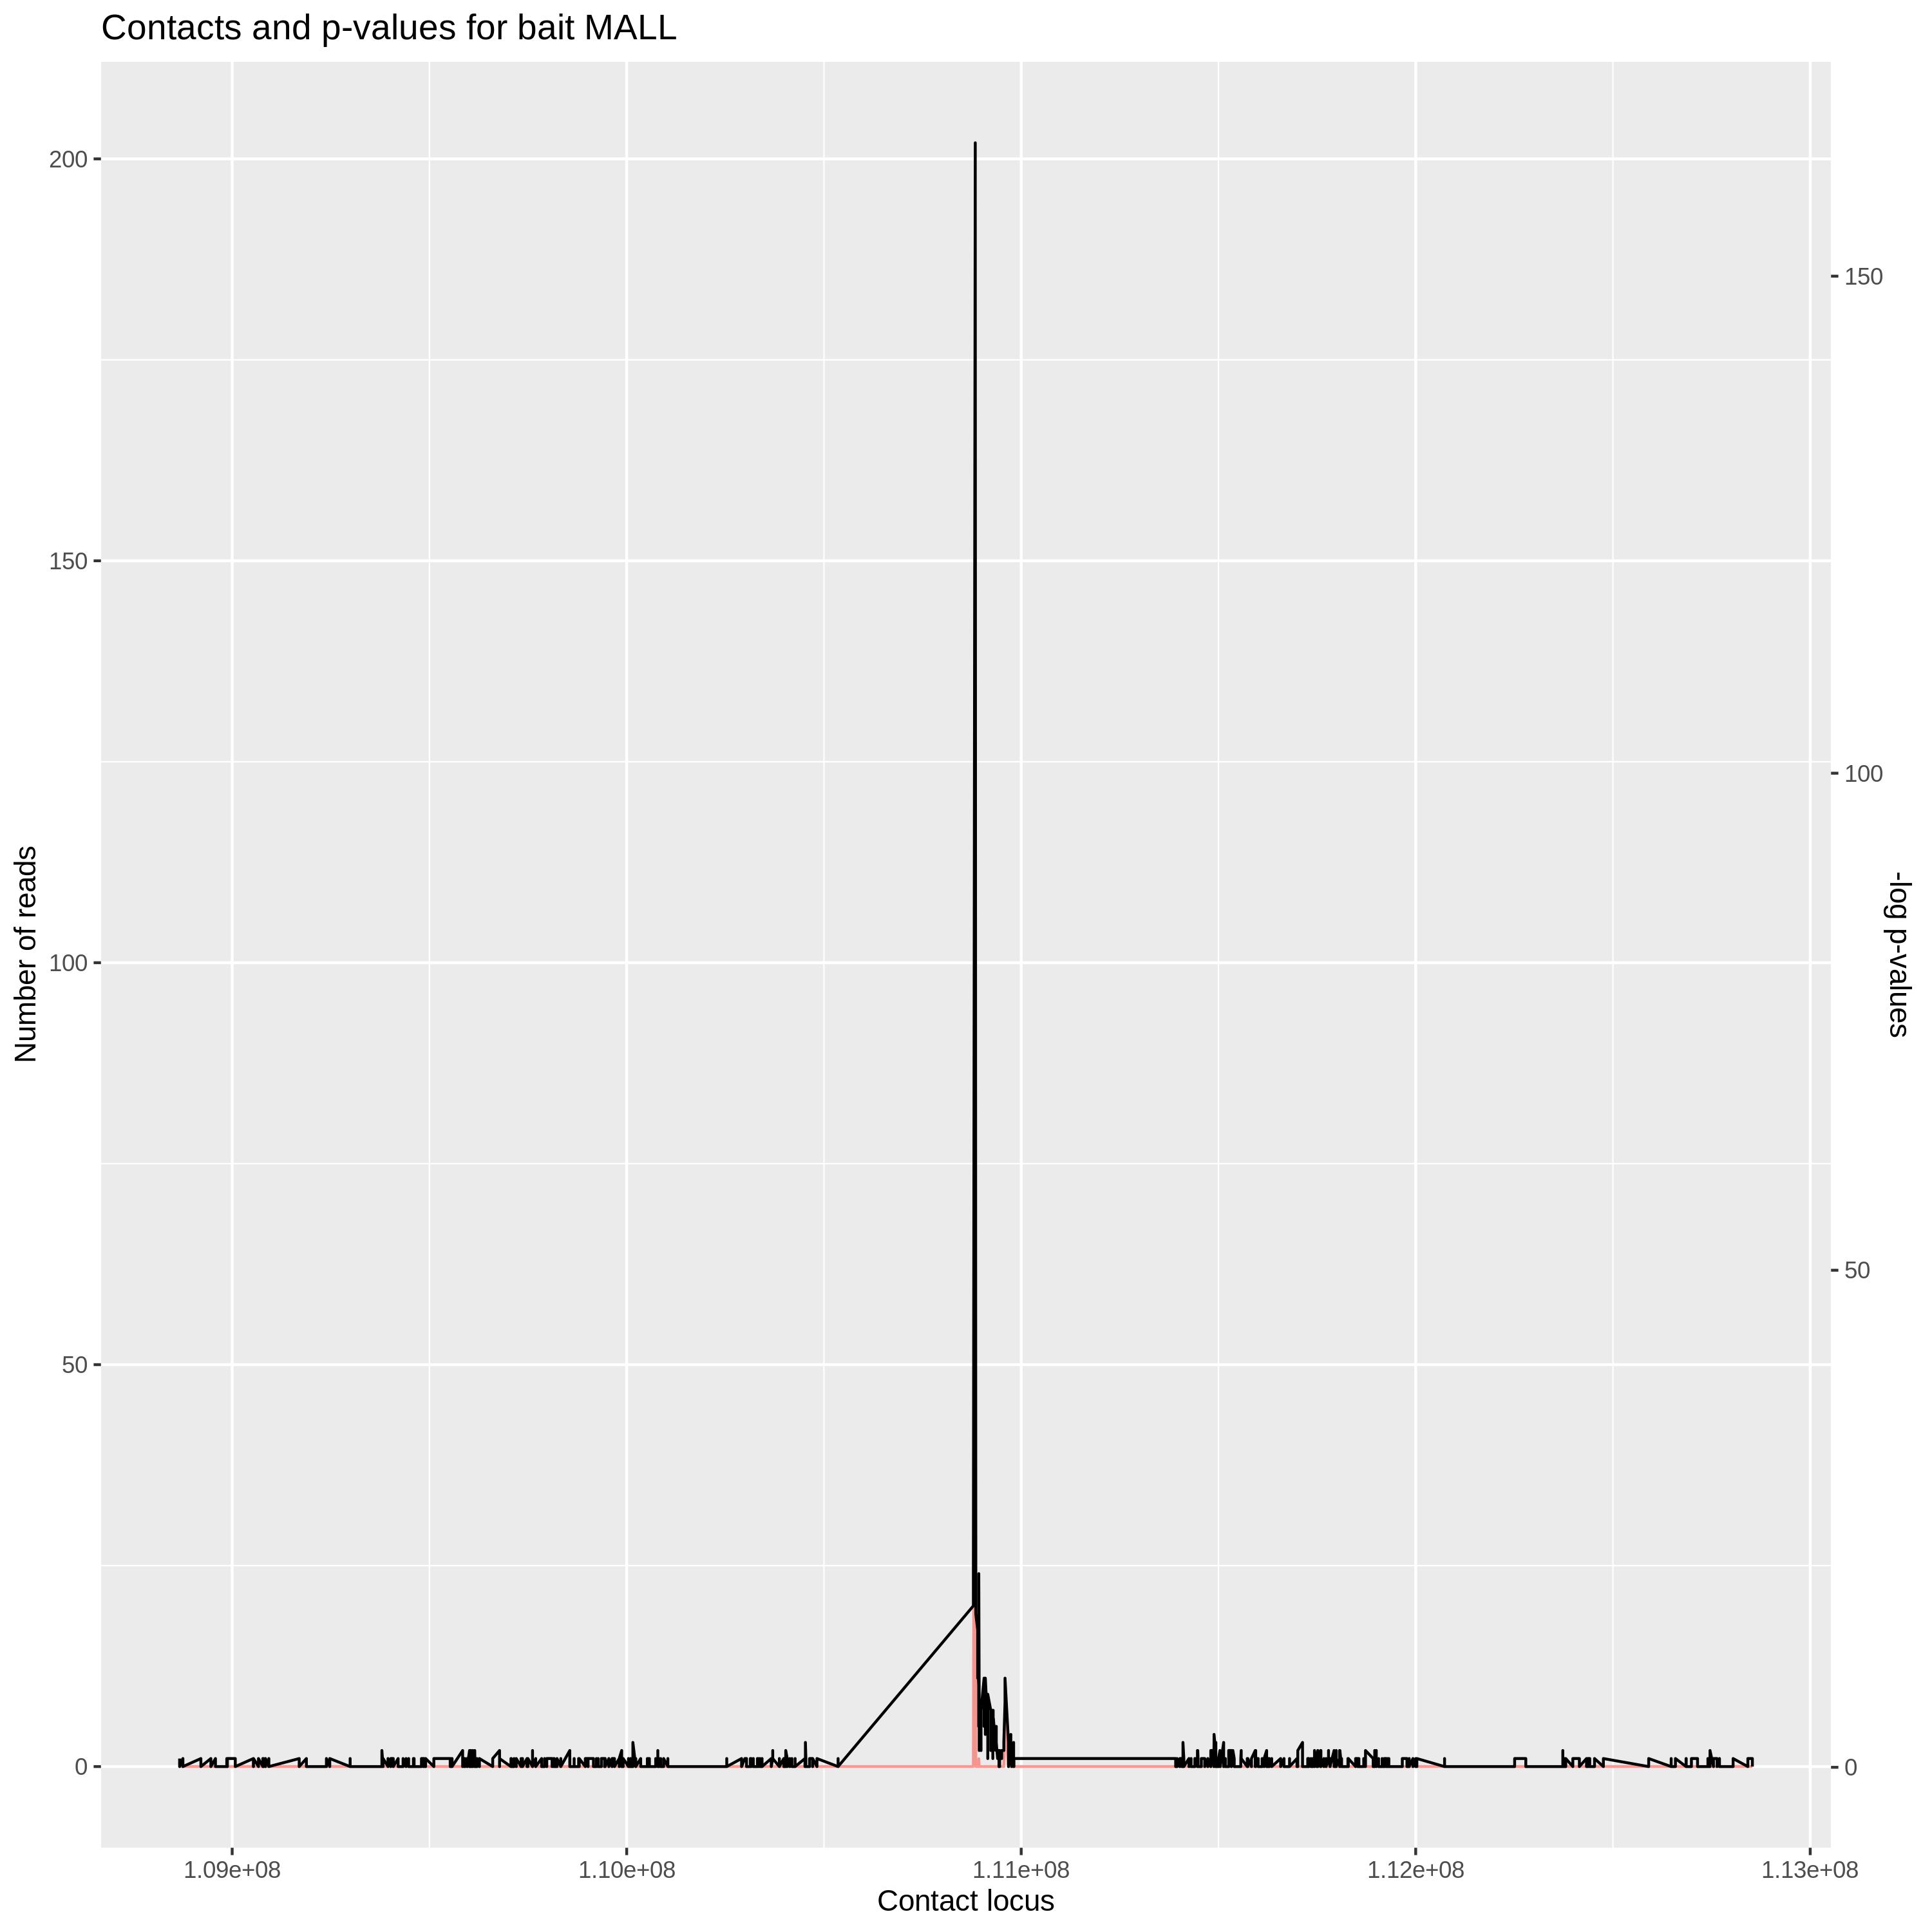 Contacts and p-values for bait MALL
200
150
100
50
0
150
100
50
0
Number of reads
-log p-values
1.09e+08 1.10e+08 1.11e+08 1.12e+08 1.13e+08
Contact locus